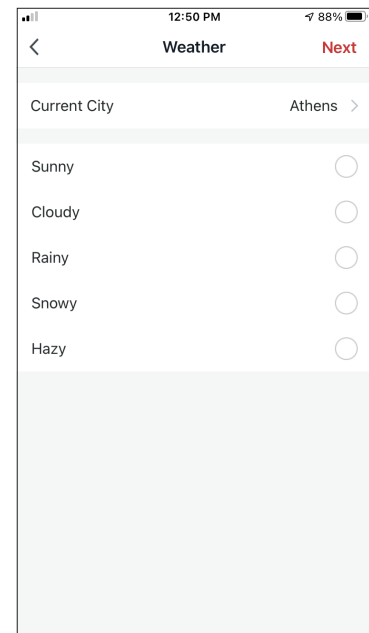 12:50 PM 88%
Weather Next
Current City Athens
Sunny
Cloudy
Rainy
Snowy
Hazy